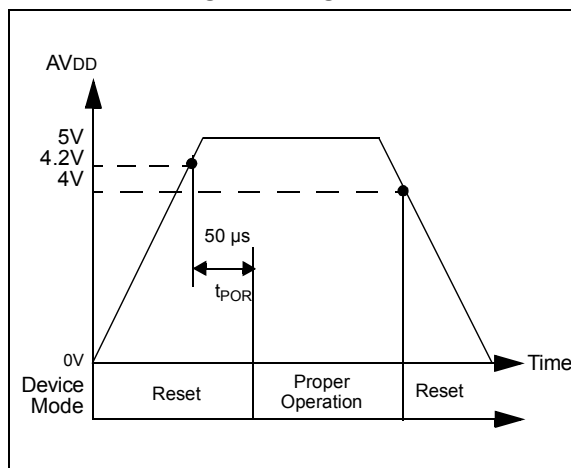 AVDD
5V
4.2V
4V
50 µs
tPOR
0V
Time
Device
Mode
Reset
Proper
Operation
Reset